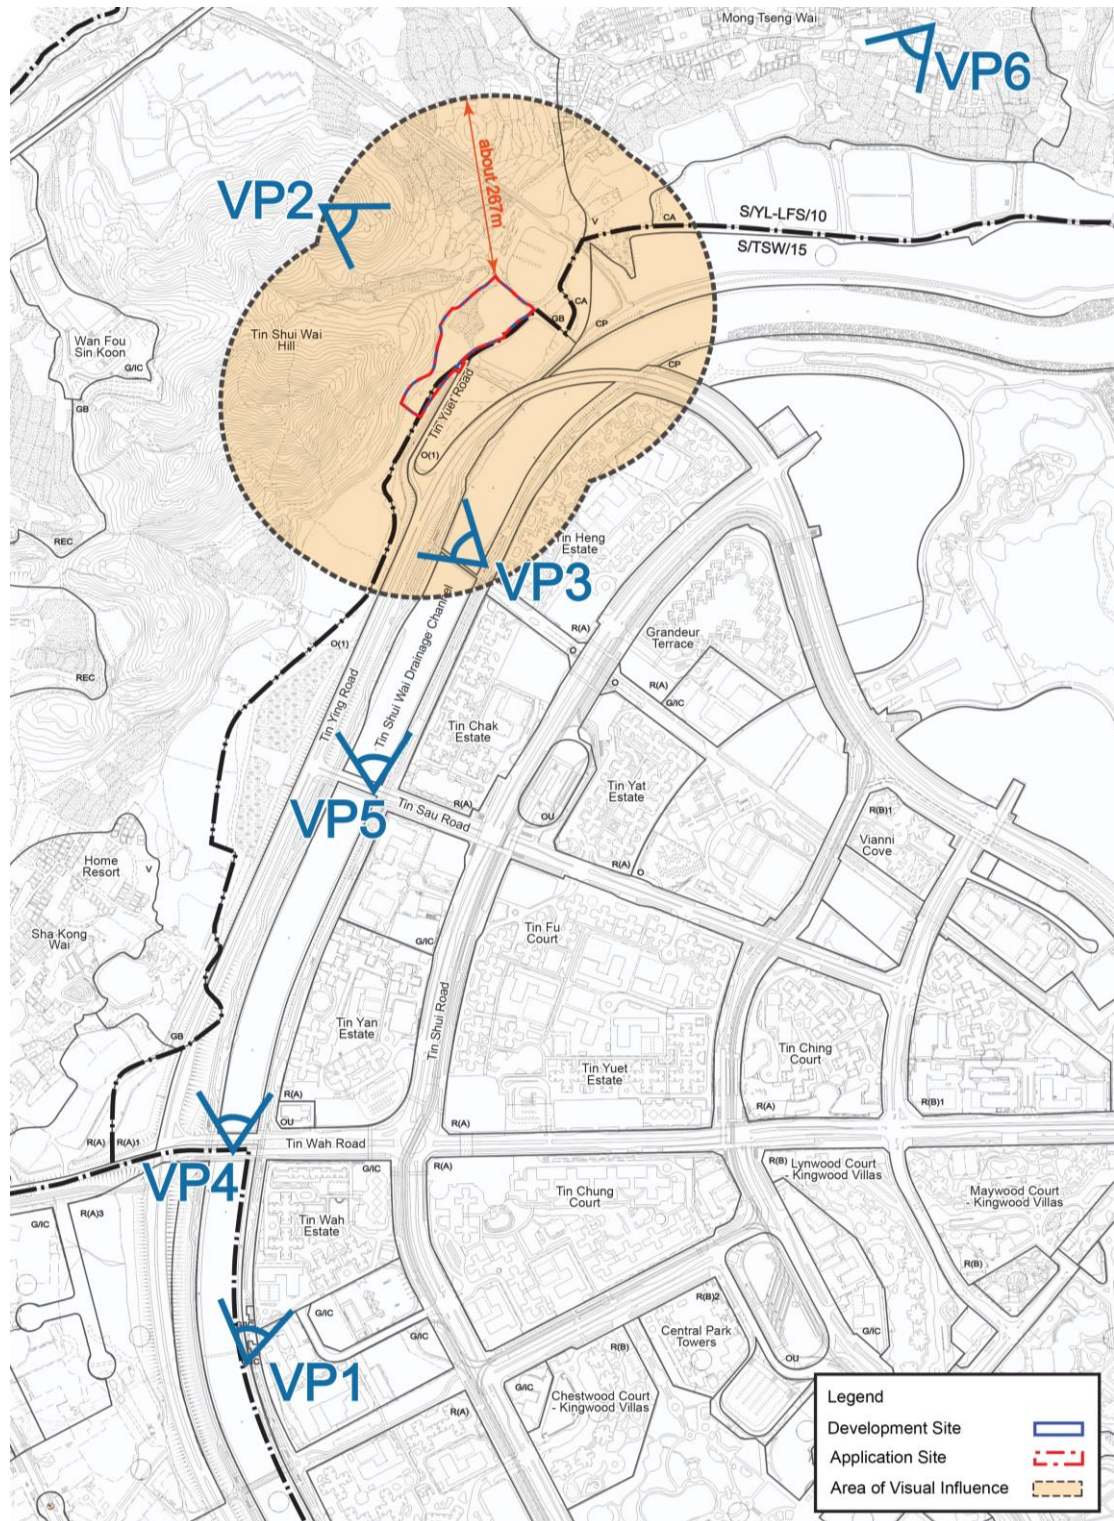 Mong Tseng Wai
VP6
about 267m
VP2
S/YL-LFS/10
S/TSW/15
V
CA
CA
GB
CP
CP
Tin Shui Wai
Hill
Wan Fou
Sin Koon
G/IC
GB
Tin Yuet Road
O(1)
REC
VP3
Tin Heng
Estate
R(A)
O
Grandeur
Terrace
O(1)
REC
Tin Ying Road
Tin Shui Wai Drainage Channel
Tin Chak
Estate
R(A)
G/IC
O
Tin Yat
Estate
VP5
Tin Sau Road
R(A)
OU
R(A)
O
R(B)1
Vianni
Cove
Home
Resort
V
Sha Kong
Wai
G/IC
Tin Fu
Court
Tin Shui Road
GB
Tin Yan
Estate
Tin Yuet
Estate
Tin Ching
Court
R(A)
OU
R(A)
R(A)
R(B)1
R(A)
R(A)1
Tin Wah Road
VP4
G/IC
R(A)
R(B)
Lynwood Court
- Kingwood Villas
Maywood Court
- Kingwood Villas
G/IC
R(A)3
Tin Wah
Estate
Tin Chung
Court
R(B)
G/IC
G/IC
G/IC
VP1
R(B)2
Central Park
Towers
R(B)
G/IC
OU
G/IC
Chestwood Court
- Kingwood Villas
R(A)
Legend
Development Site
Application Site
Area of Visual Influence